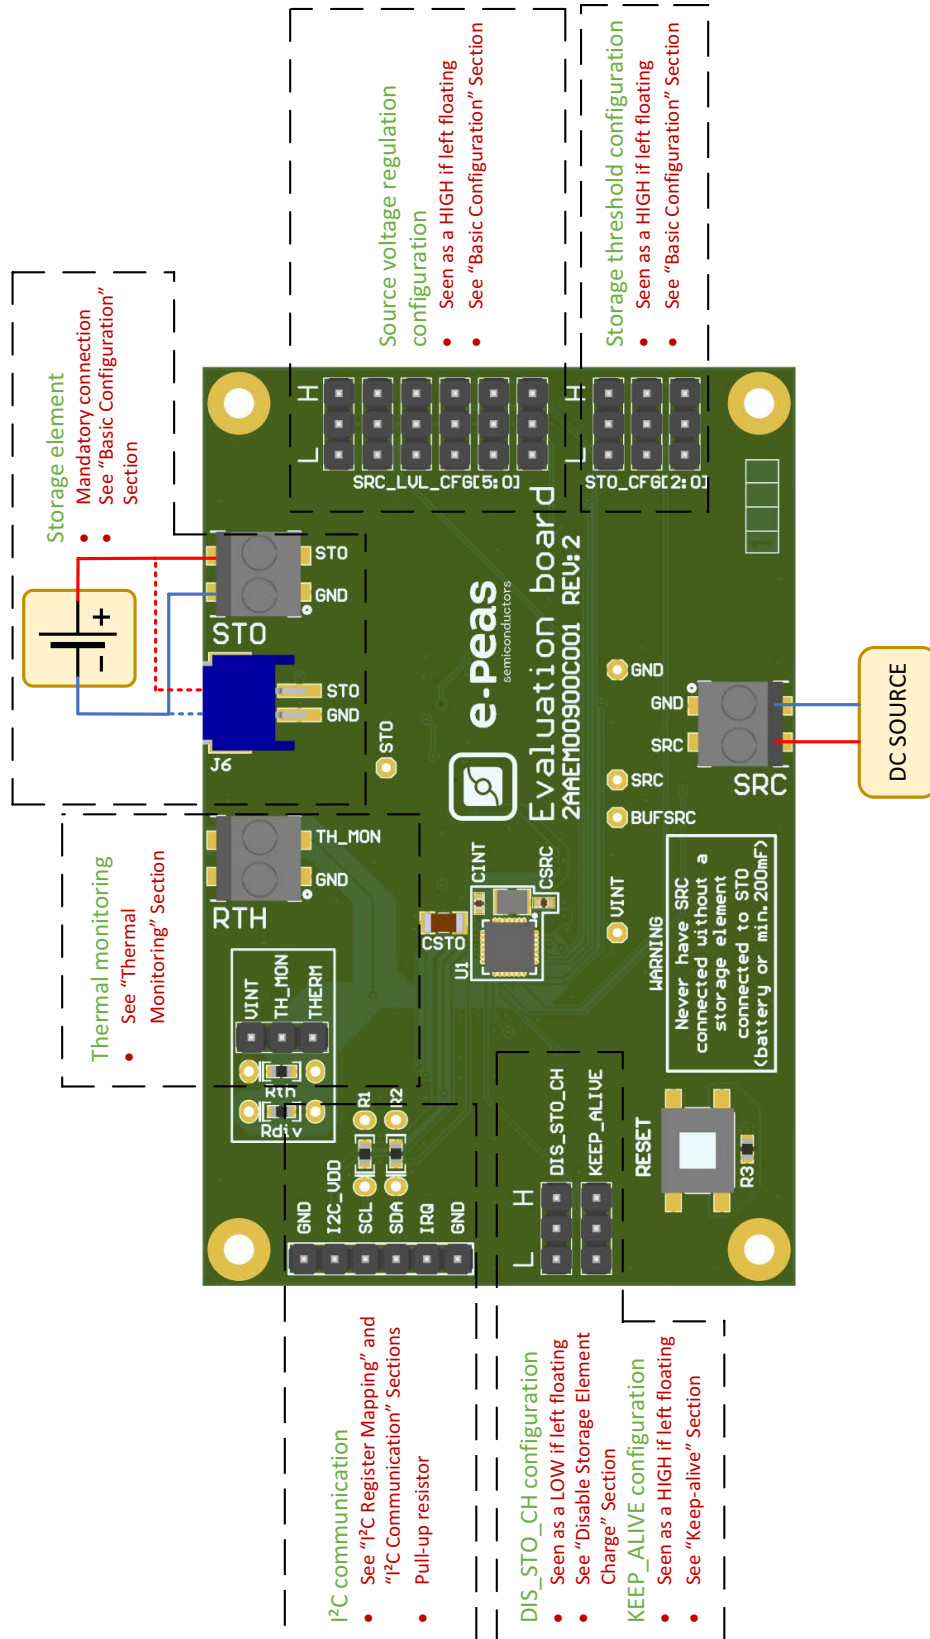 Storage element
• Mandatory connection
• See “Basic Configuration”
Section
Thermal monitoring
• See “Thermal
Monitoring” Section
I²C communication
• See “I²C Register Mapping” and
“I²C Communication” Sections
• Pull-up resistor
DIS_STO_CH configuration
• Seen as a LOW if left floating
• See “Disable Storage Element
Charge” Section
KEEP_ALIVE configuration
• Seen as a HIGH if left floating
• See “Keep-alive” Section
Source voltage regulation
configuration
• Seen as a HIGH if left floating
• See “Basic Configuration” Section
Storage threshold configuration
• Seen as a HIGH if left floating
• See “Basic Configuration” Section
DC SOURCE
− +
GND
I2C_VDD
SCL
SDA
IRQ
GND
R1
R2
Rdiv
Rth
VINT
TH_MON
THERM
RTH
GND
TH_MON
J6
GND
STO
STO
GND
STO
STO
L H
SRC_LVL_CFG[5:0]
L H
STO_CFG[2:0]
CSTO
U1
CINT
CSRC
e-peas
semiconductors
Evaluation board
2AAEM00900C001 REV:2
L H
DIS_STO_CH
KEEP_ALIVE
RESET
R3
WARNING
Never have SRC
connected without a
storage element
connected to STO
(battery or min.200mF)
VINT
BUFSRC
SRC
GND
SRC
GND
SRC